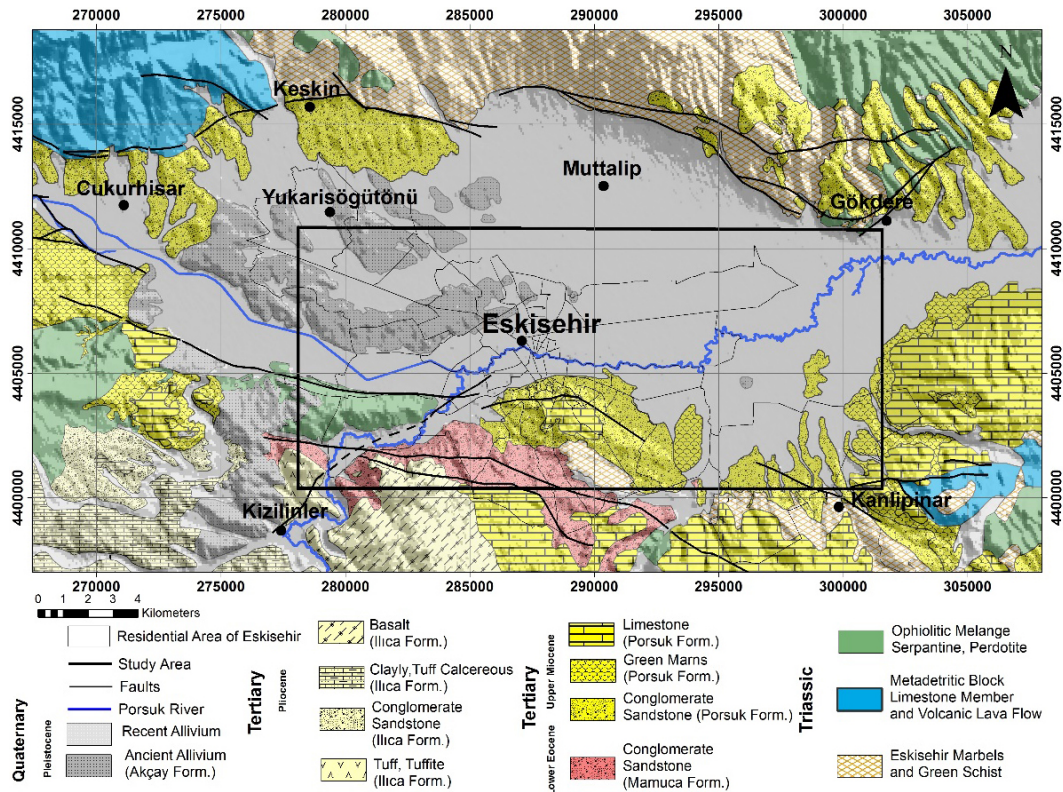 270000 275000 280000 285000 290000 295000 300000 305000
4415000
4410000
4405000
4400000
4415000
4410000
4405000
4400000
N
Keskin
Muttalip
Cukurhisar
Yukarisögütönü
Gökdere
Eskisehir
Kizilinler
Kanlipinar
270000 275000 280000 285000 290000 295000 300000 305000
0 1 2 3 4
Kilometers
Quaternary
Pleistocene
Residential Area of Eskisehir
Study Area
Faults
Porsuk River
Recent Allivium
Ancient Allivium
(Akçay Form.)
Tertiary
Pliocene
Basalt
(Ilıca Form.)
Clayly,Tuff Calcereous
(Ilıca Form.)
Conglomerate
Sandstone
(Ilıca Form.)
Tuff, Tuffite
(Ilıca Form.)
Tertiary
Upper Miocene
Lower Eocene
Limestone
(Porsuk Form.)
Green Marns
(Porsuk Form.)
Conglomerate
Sandstone (Porsuk Form.)
Conglomerate
Sandstone
(Mamuca Form.)
Triassic
Ophiolitic Melange
Serpantine, Perdotite
Metadetritic Block
Limestone Member
and Volcanic Lava Flow
Eskisehir Marbels
and Green Schist